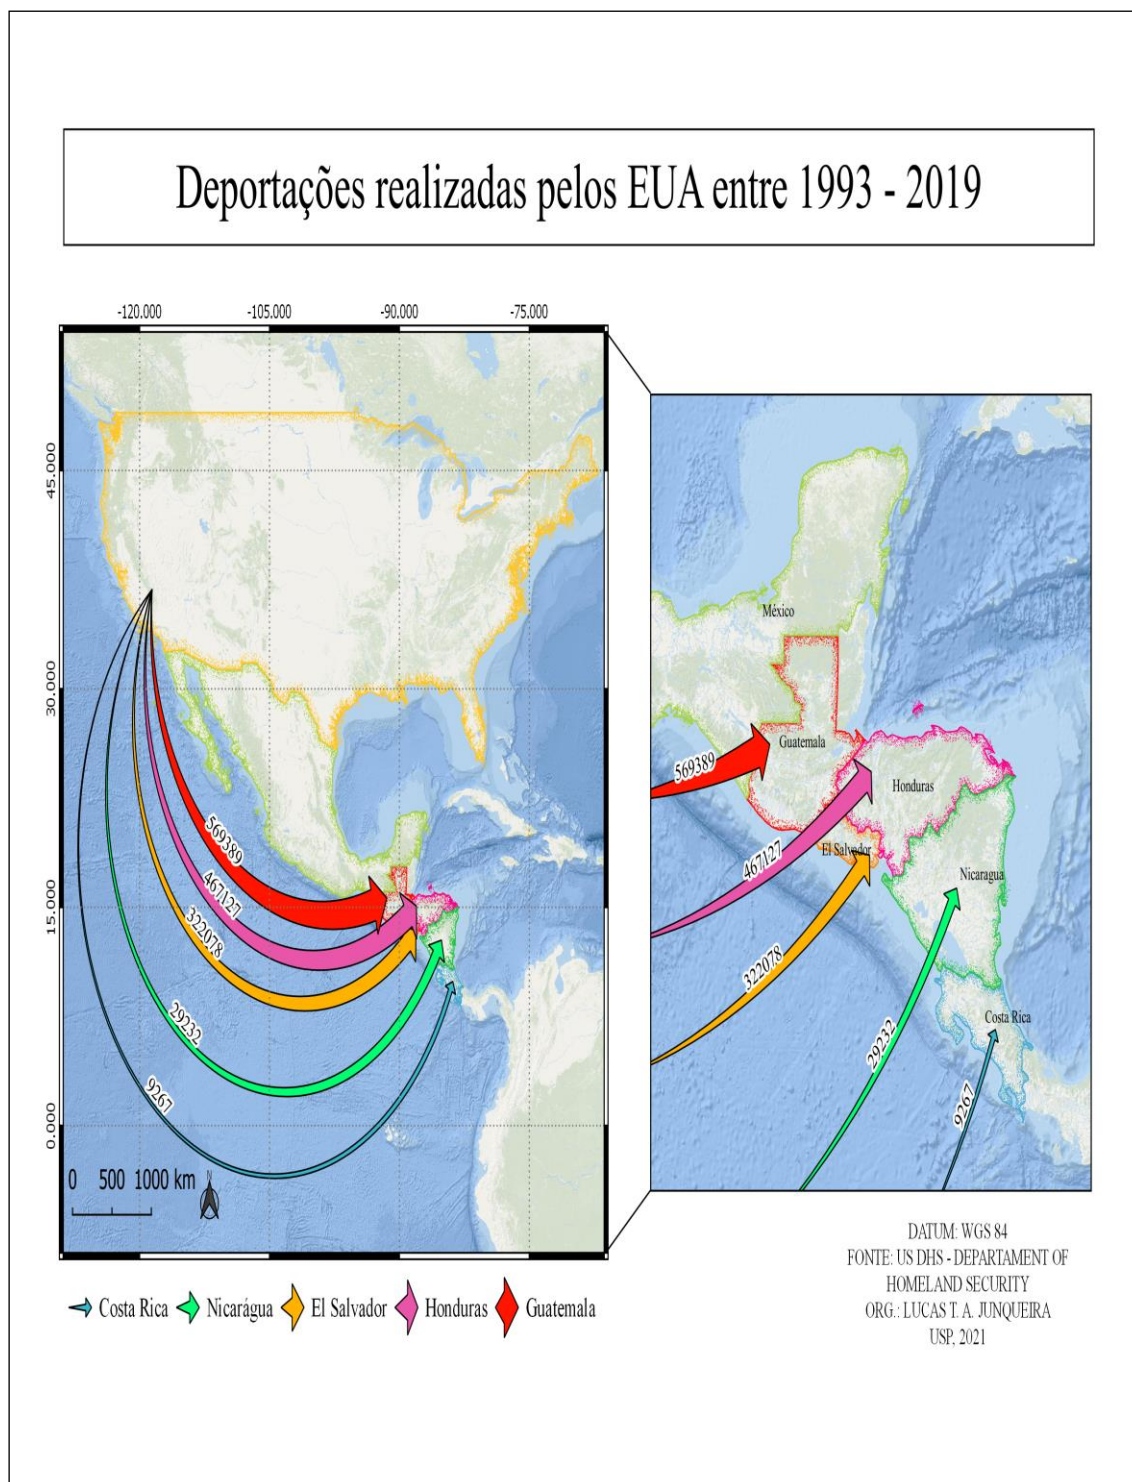 Deportações realizadas pelos EUA entre 1993 - 2019
-120.000 -105.000 -90.000 -75.000
45.000
30.000
15.000
0.000
569389
467127
322078
29232
9267
0 500 1000 km
N
México
Guatemala
569389
Honduras
467127
El Salvador
Nicaragua
322078
Costa Rica
29232
9267
Costa Rica Nicarágua El Salvador Honduras Guatemala
DATUM: WGS 84
FONTE: US DHS - DEPARTAMENT OF
HOMELAND SECURITY
ORG.: LUCAS T. A. JUNQUEIRA
USP, 2021